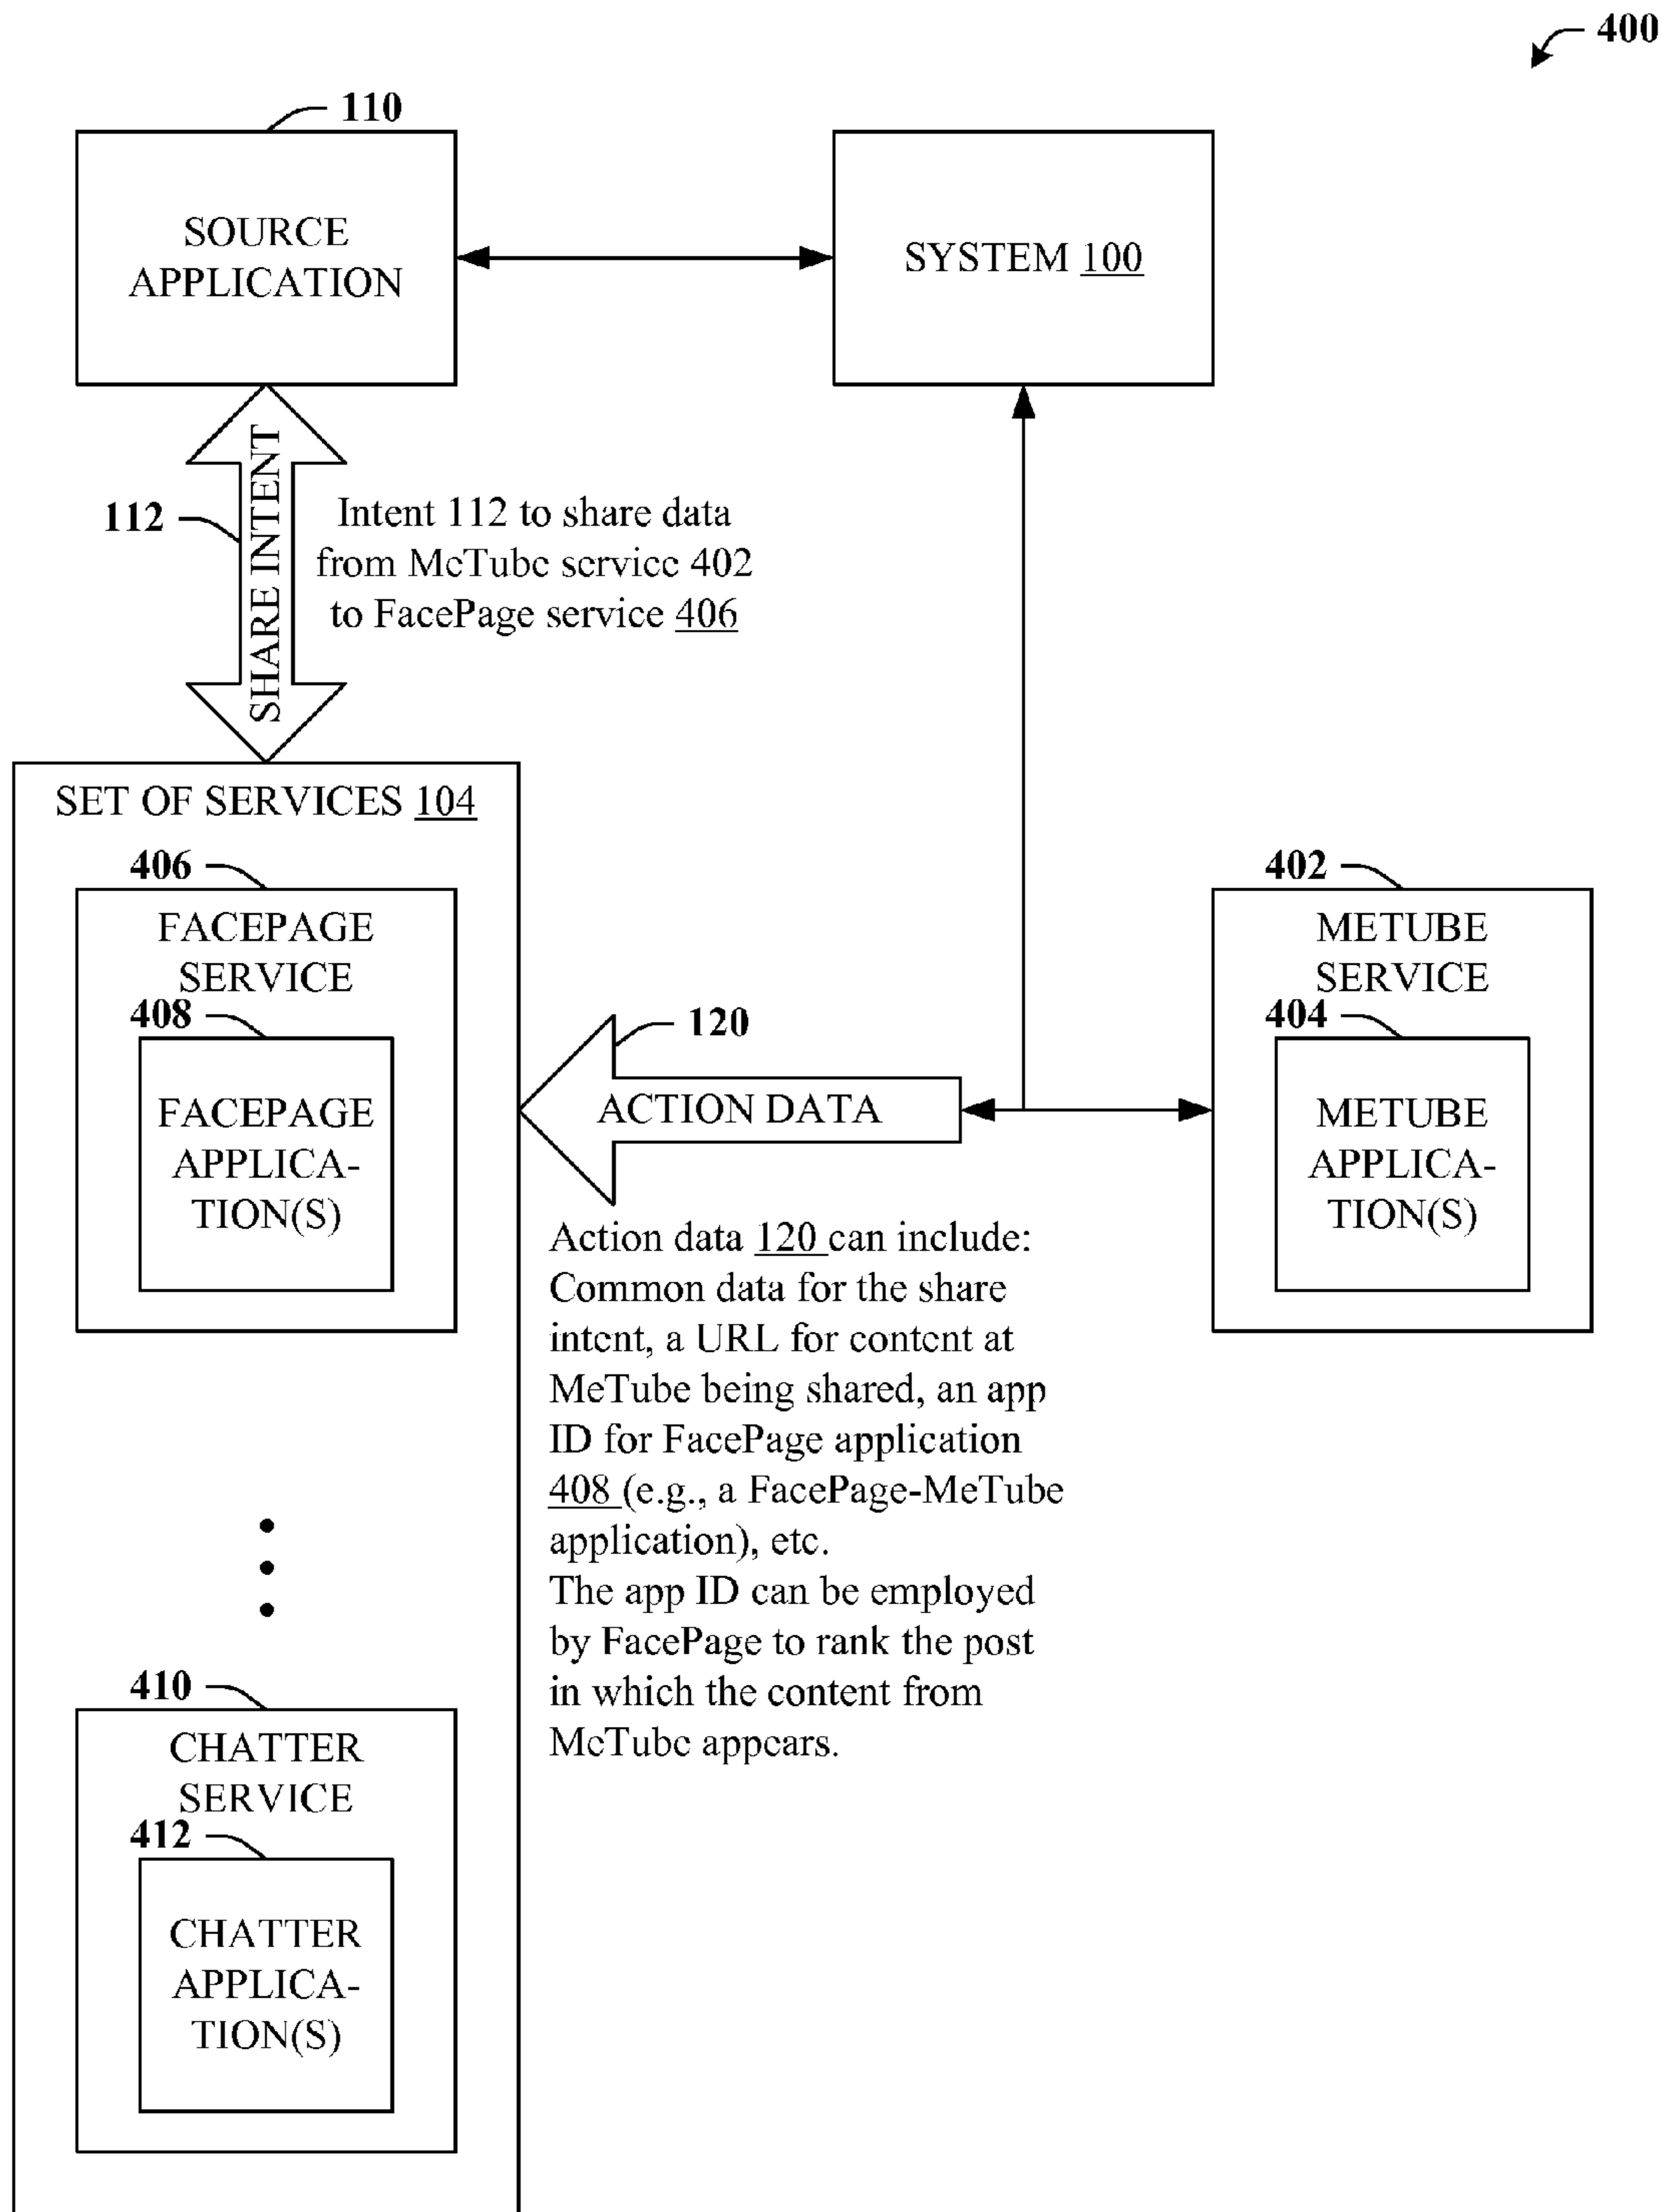 400
110
SOURCE
APPLICATION
SYSTEM 100
SHARE INTENT
112
Intent 112 to share data
from MeTube service 402
to FacePage service 406
SET OF SERVICES 104
406
FACEPAGE
SERVICE
408
FACEPAGE
APPLICA-
TION(S)
120
ACTION DATA
402
METUBE
SERVICE
404
METUBE
APPLICA-
TION(S)
Action data 120 can include:
Common data for the share
intent, a URL for content at
MeTube being shared, an app
ID for FacePage application
408 (e.g., a FacePage-MeTube
application), etc.
The app ID can be employed
by FacePage to rank the post
in which the content from
MeTube appears.
410
CHATTER
SERVICE
412
CHATTER
APPLICA-
TION(S)